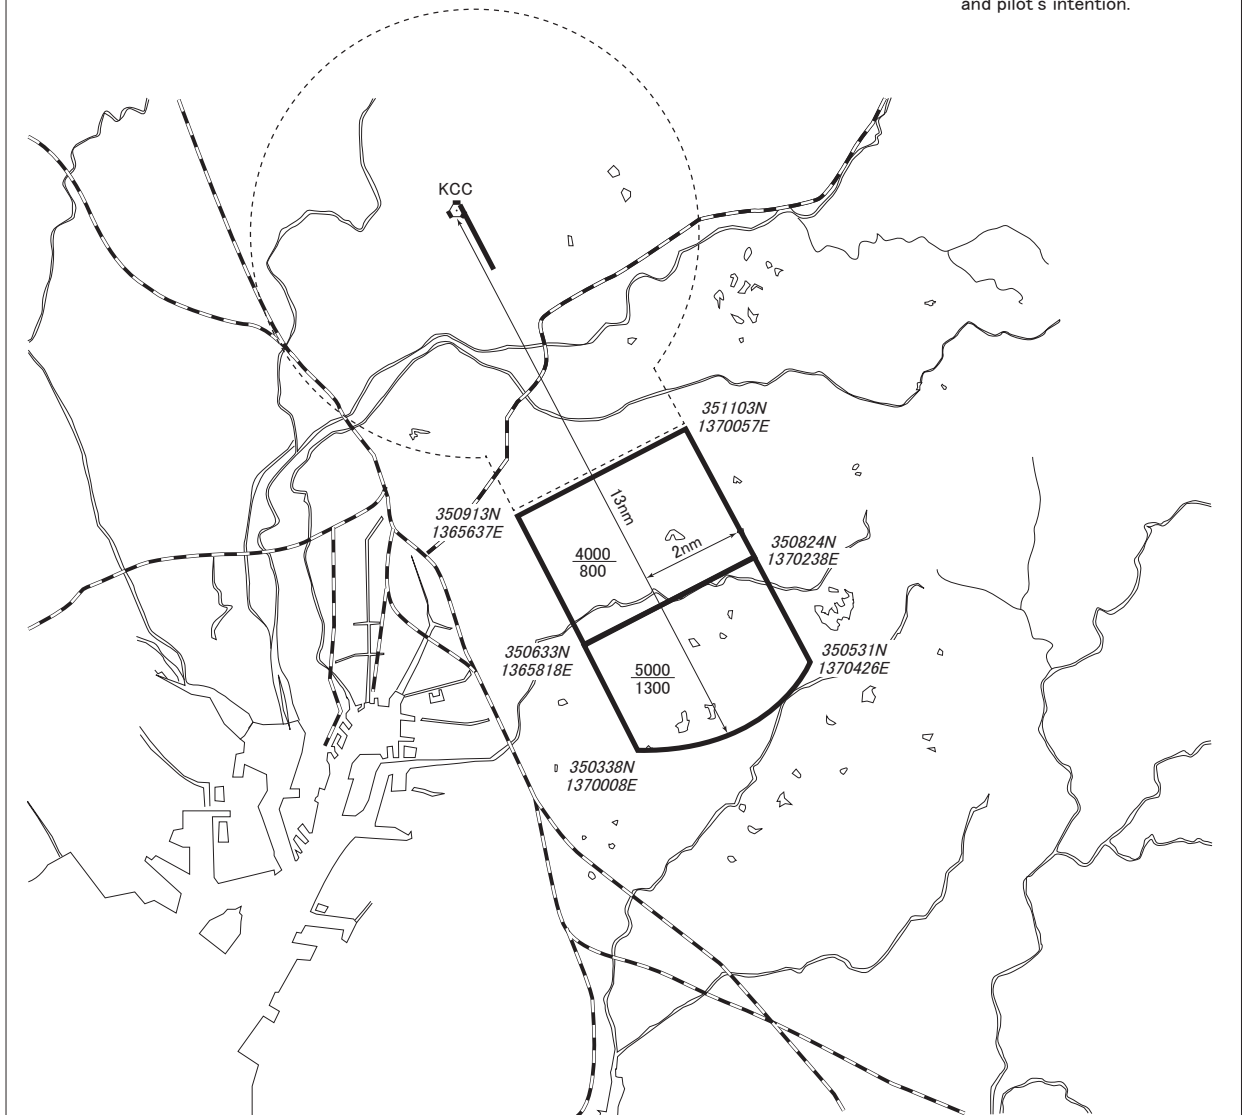 and pilot's intention.
KCC
351103N
1370057E
13nm
350913N
1365637E
2nm
350824N
1370238E
4000
800
350633N
1365818E
350531N
1370426E
5000
1300
350338N
1370008E